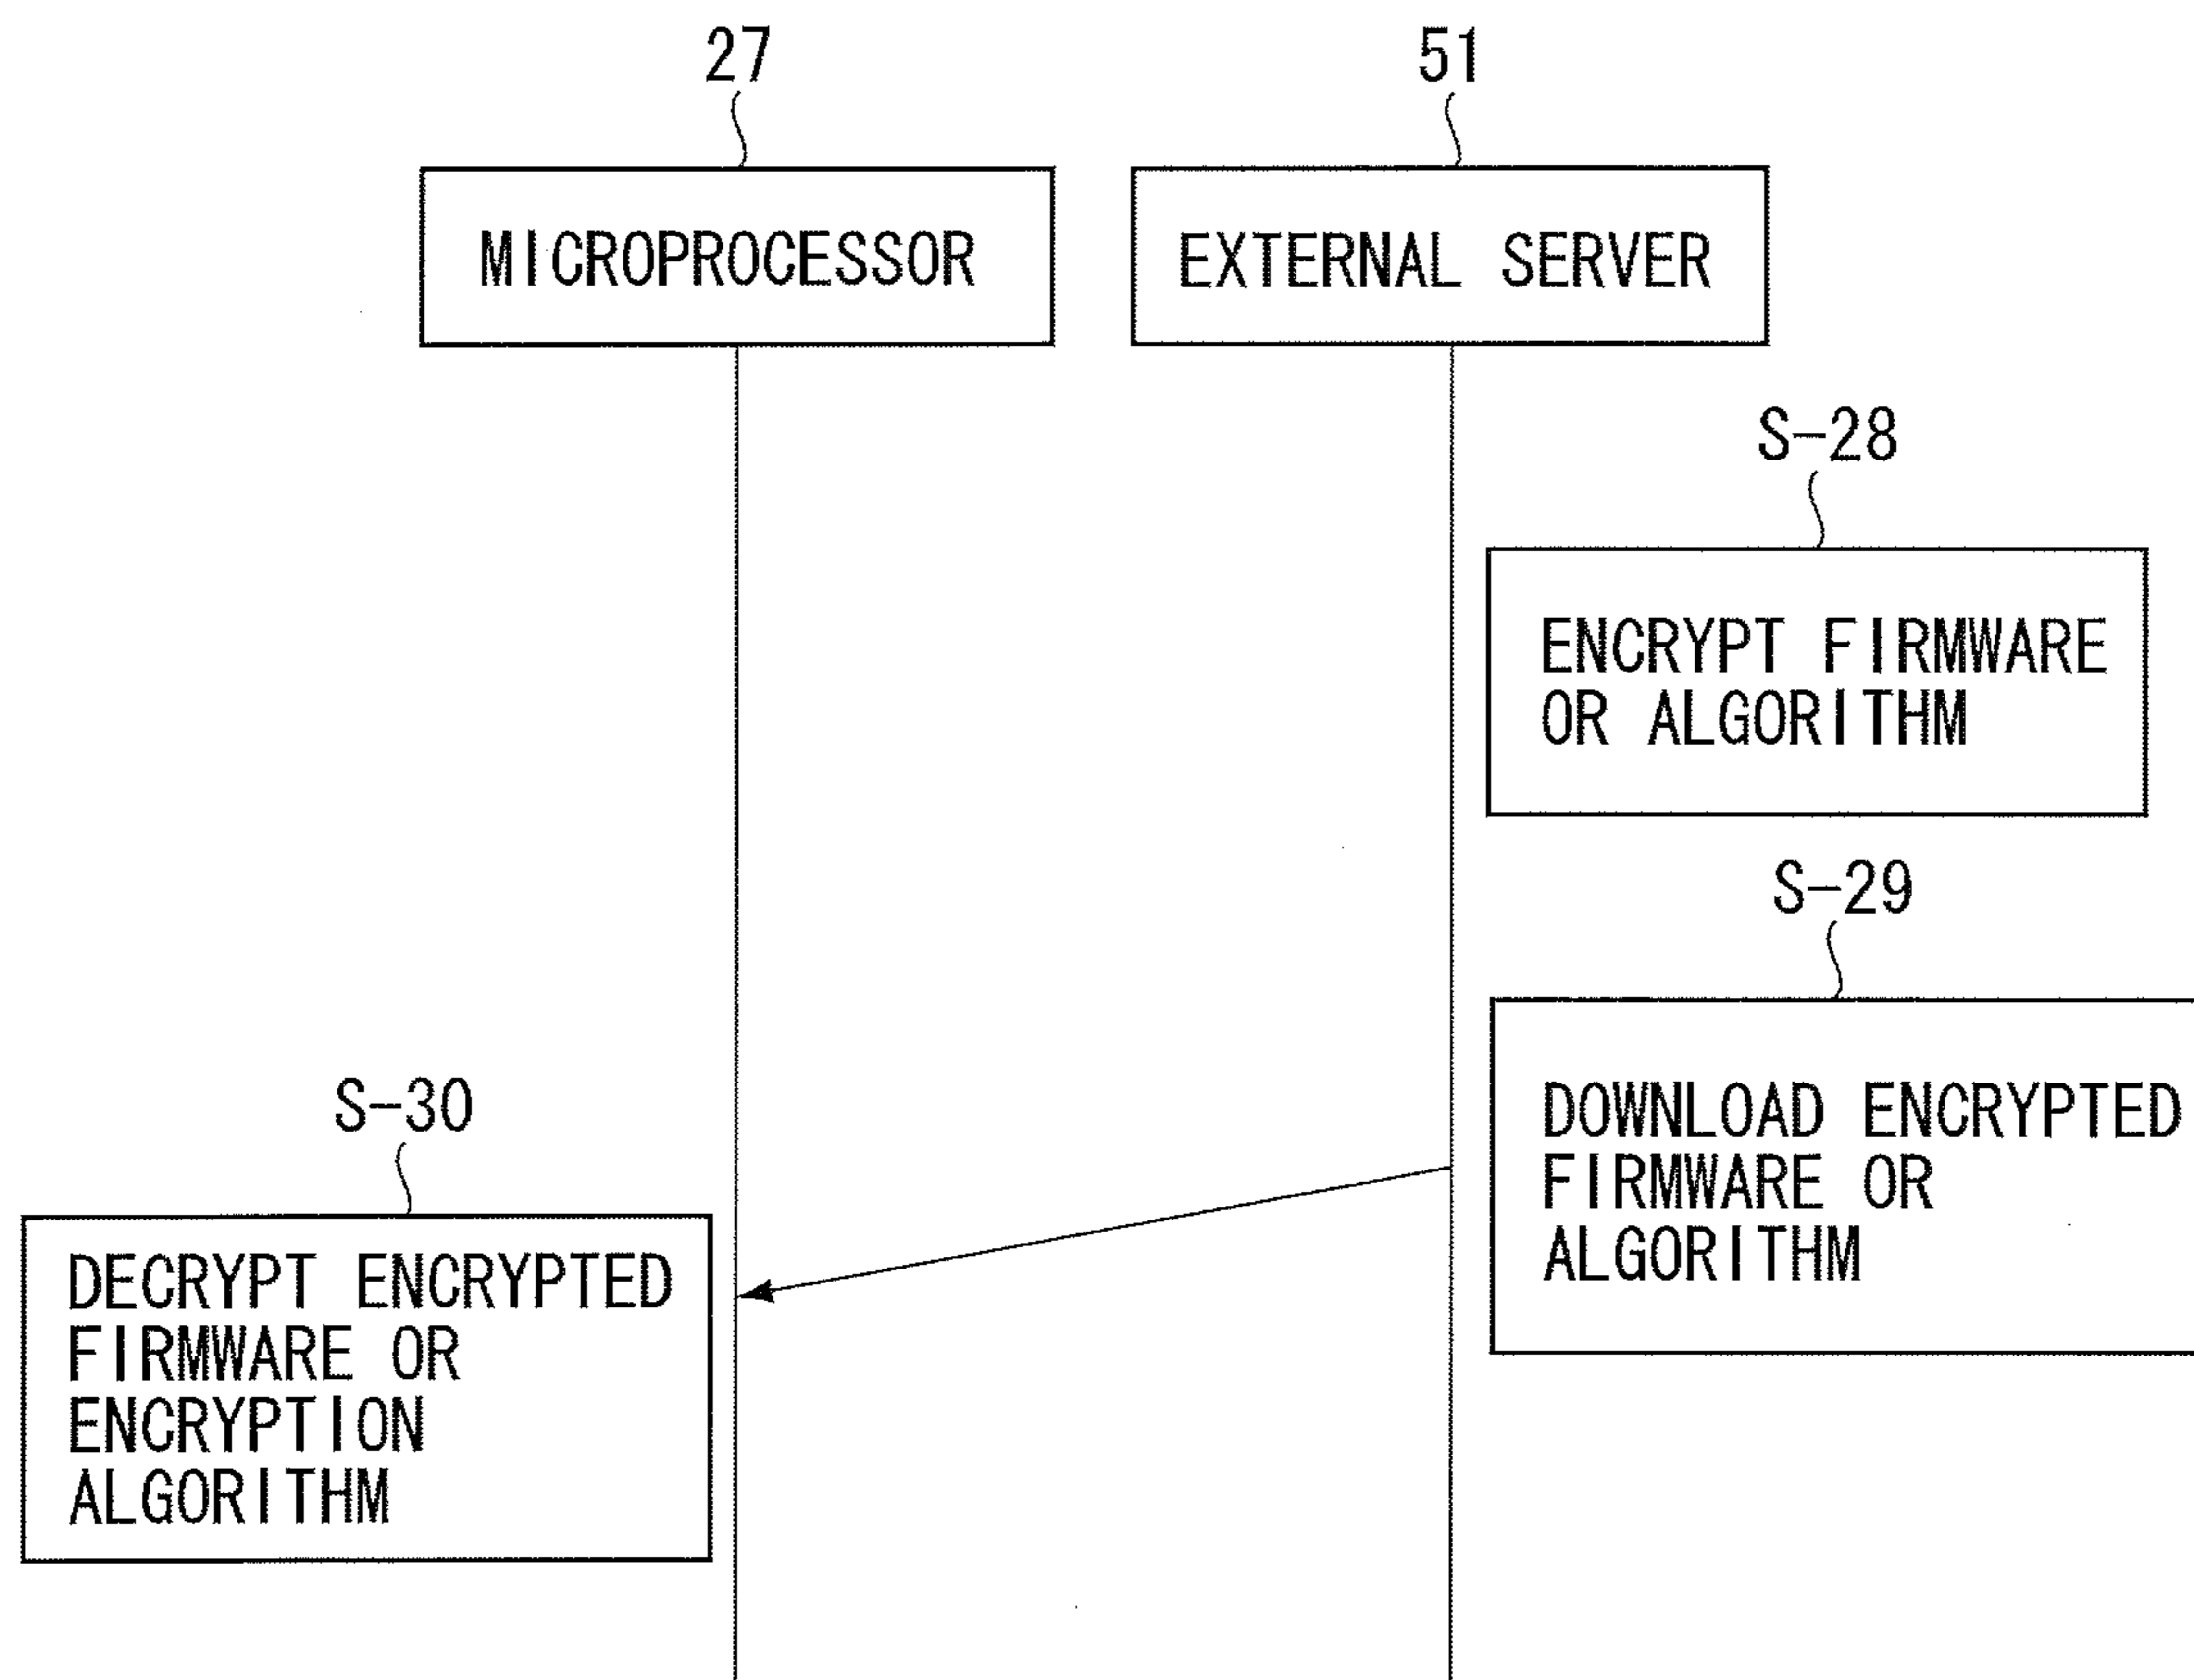 27
51
MICROPROCESSOR
EXTERNAL SERVER
S-28
ENCRYPT FIRMWARE
OR ALGORITHM
S-29
DOWNLOAD ENCRYPTED
FIRMWARE OR
ALGORITHM
S-30
DECRYPT ENCRYPTED
FIRMWARE OR
ENCRYPTION
ALGORITHM